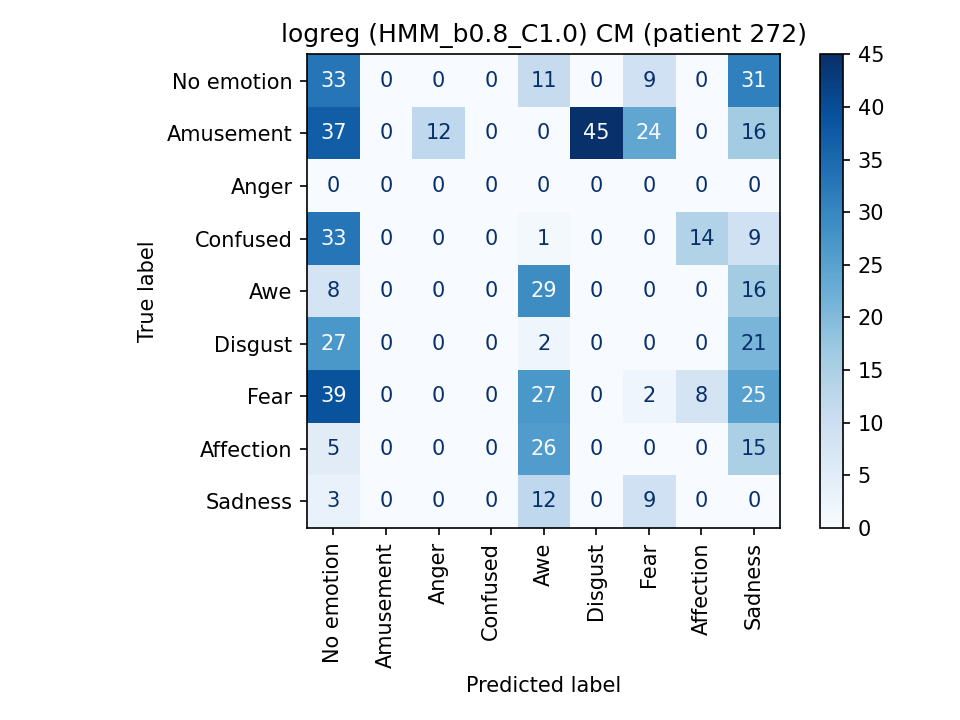 logreg (HMM_b0.8_C1.0) CM (patient 272)
No emotion 33 0 0 0 11 0 9 0 31
Amusement 37 0 12 0 0 45 24 0 16
Anger 0 0 0 0 0 0 0 0 0
Confused 33 0 0 0 1 0 0 14 9
Awe 8 0 0 0 29 0 0 0 16
Disgust 27 0 0 0 2 0 0 0 21
Fear 39 0 0 0 27 0 2 8 25
Affection 5 0 0 0 26 0 0 0 15
Sadness 3 0 0 0 12 0 9 0 0
True label
No emotion
Amusement
Anger
Confused
Awe
Disgust
Fear
Affection
Sadness
Predicted label
45
40
35
30
25
20
15
10
5
0